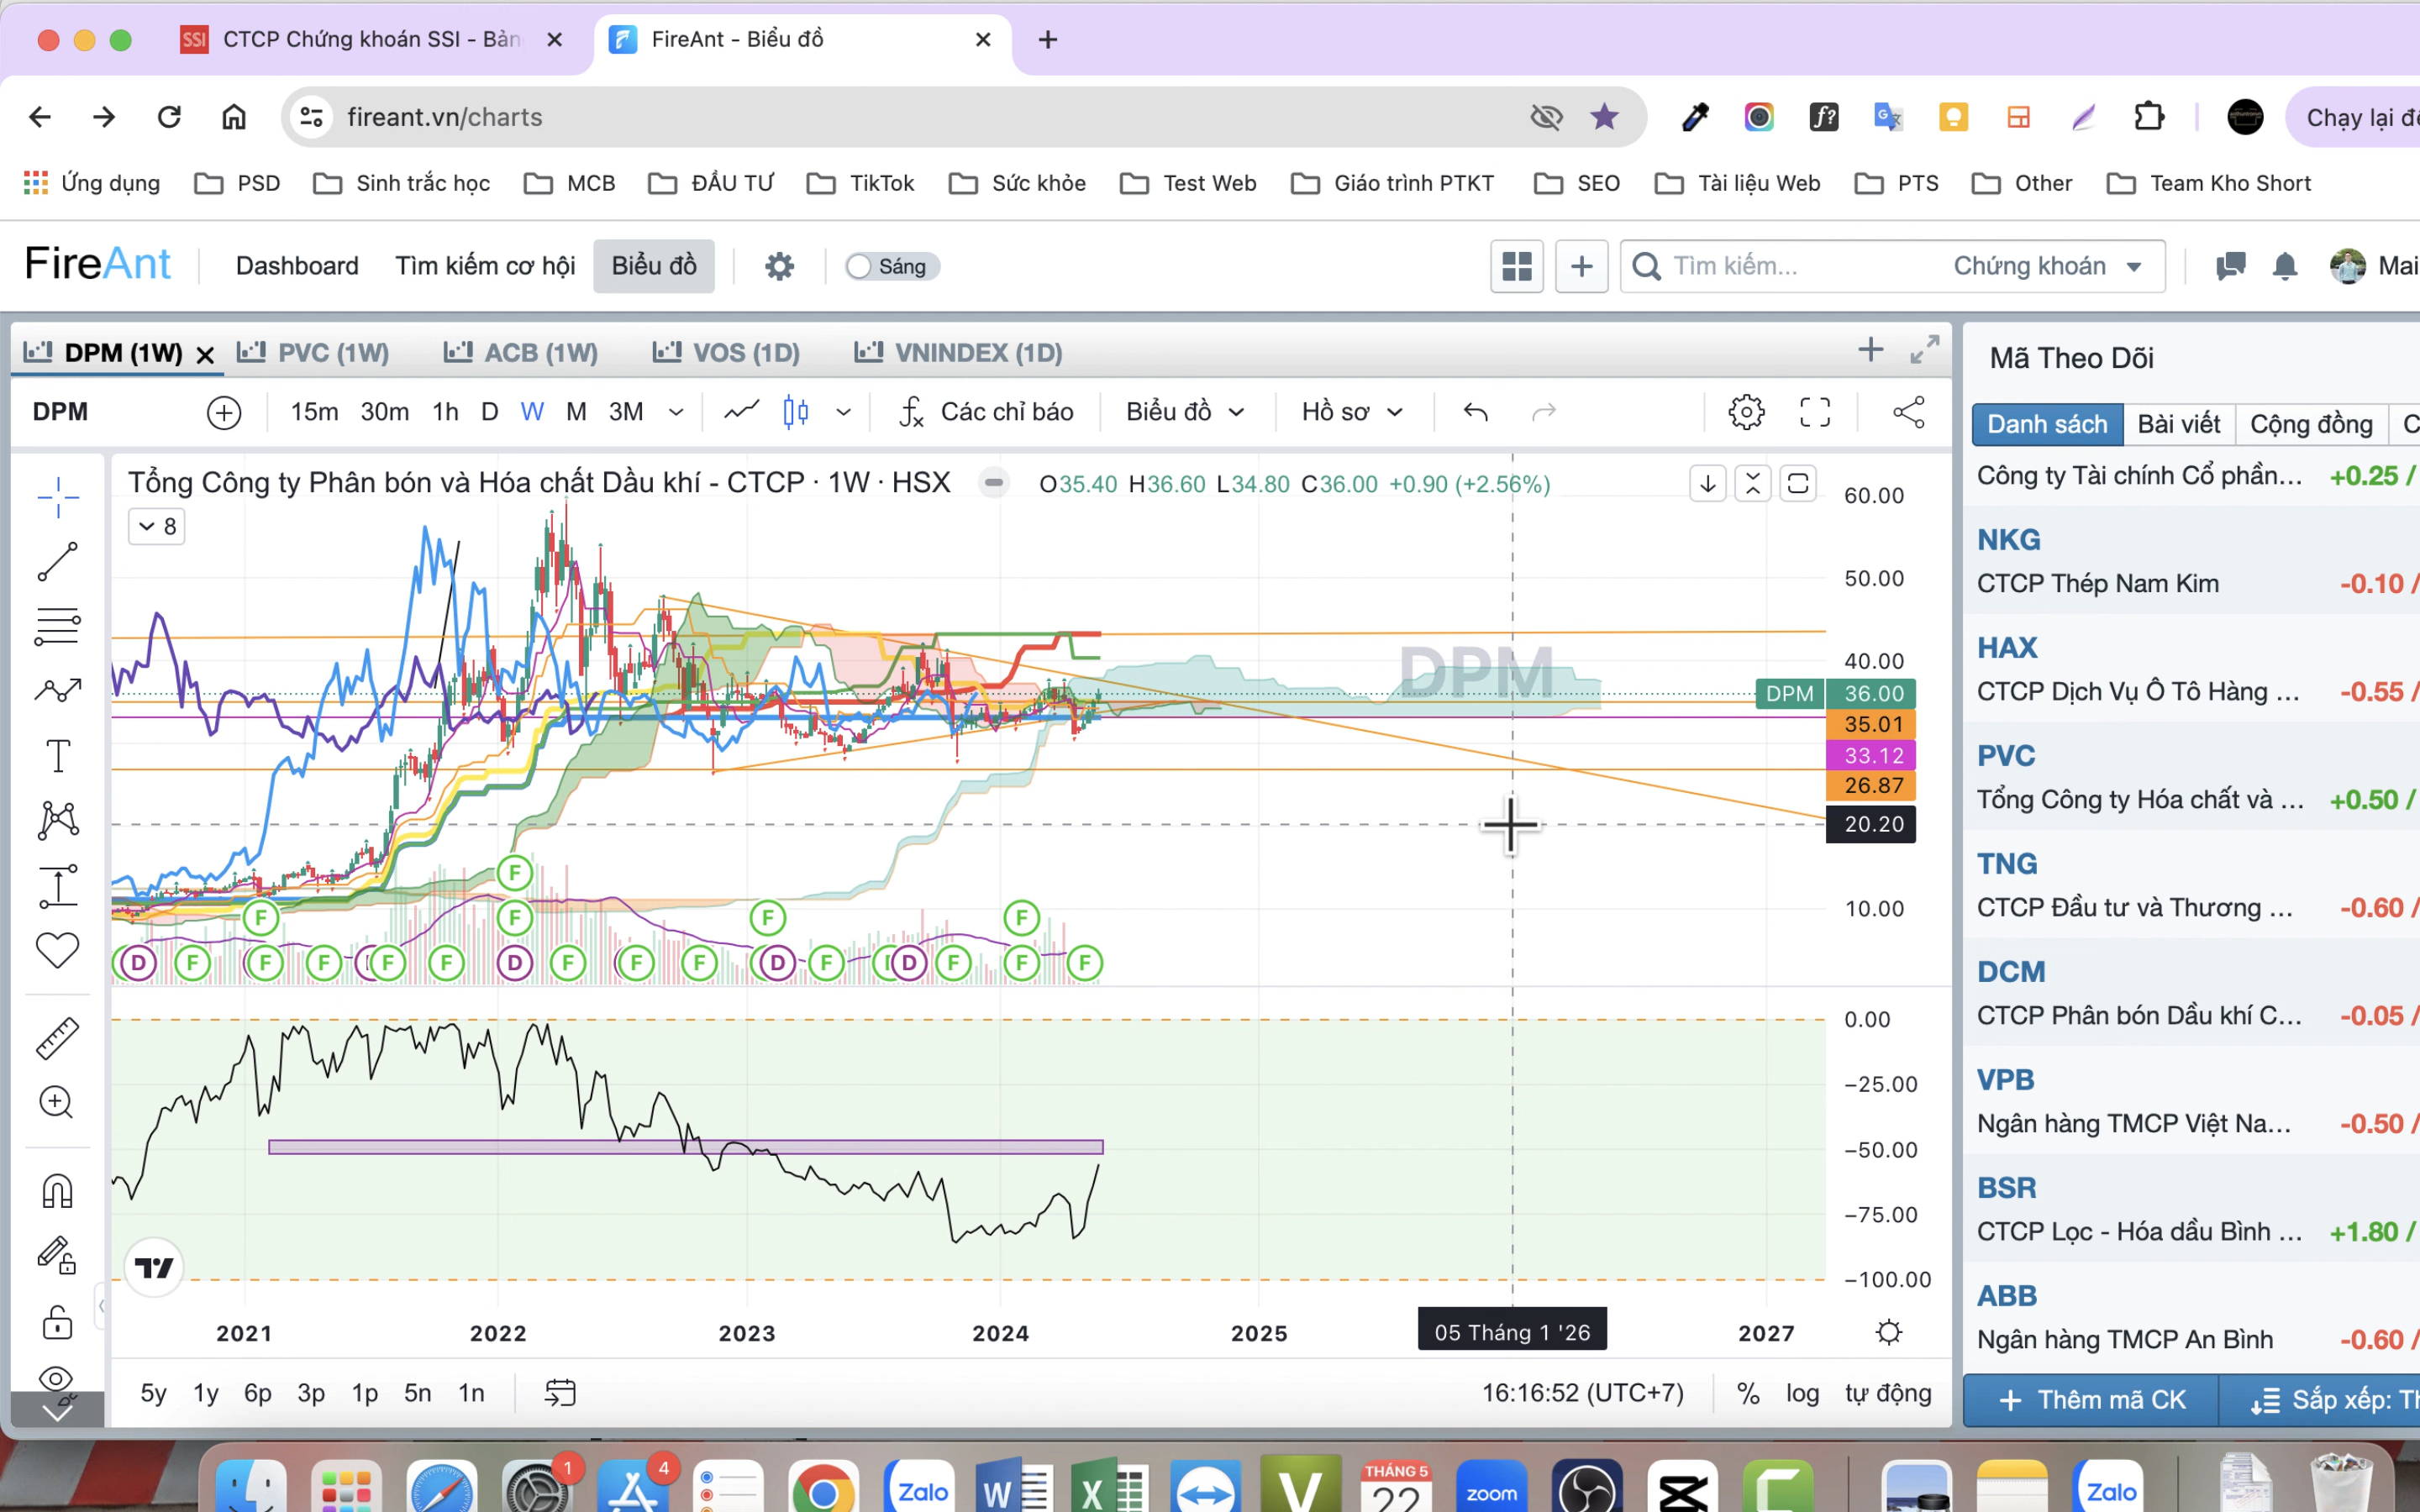 SSI CTCP Chứng khoán SSI - Bản
FireAnt - Biểu đồ
fireant.vn/charts
Chạy lại để
Ứng dụng PSD Sinh trắc học MCB ĐẦU TƯ TikTok Sức khỏe Test Web Giáo trình PTKT SEO Tài liệu Web PTS Other Team Kho Short
FireAnt Dashboard Tìm kiếm cơ hội Biểu đồ Sáng Tìm kiếm... Chứng khoán Mai
DPM (1W) PVC (1W) ACB (1W) VOS (1D) VNINDEX (1D)
DPM 15m 30m 1h D W M 3M Các chỉ báo Biểu đồ Hồ sơ
Tổng Công ty Phân bón và Hóa chất Dầu khí - CTCP · 1W · HSX O35.40 H36.60 L34.80 C36.00 +0.90 (+2.56%)
8
DPM
60.00
50.00
40.00
DPM 36.00
35.01
33.12
26.87
20.20
10.00
F
F F F F
D F F F F F D F F F D F D F F F
0.00
−25.00
−50.00
−75.00
−100.00
2021 2022 2023 2024 2025 05 Tháng 1 '26 2027
5y 1y 6p 3p 1p 5n 1n 16:16:52 (UTC+7) % log tự động
Mã Theo Dõi
Danh sách Bài viết Cộng đồng C
Công ty Tài chính Cổ phần... +0.25 /
NKG
CTCP Thép Nam Kim -0.10 /
HAX
CTCP Dịch Vụ Ô Tô Hàng ... -0.55 /
PVC
Tổng Công ty Hóa chất và ... +0.50 /
TNG
CTCP Đầu tư và Thương ... -0.60 /
DCM
CTCP Phân bón Dầu khí C... -0.05 /
VPB
Ngân hàng TMCP Việt Na... -0.50 /
BSR
CTCP Lọc - Hóa dầu Bình ... +1.80 /
ABB
Ngân hàng TMCP An Bình -0.60 /
Thêm mã CK Sắp xếp: Th
1 4 Zalo W X V THÁNG 5 22 zoom C Zalo